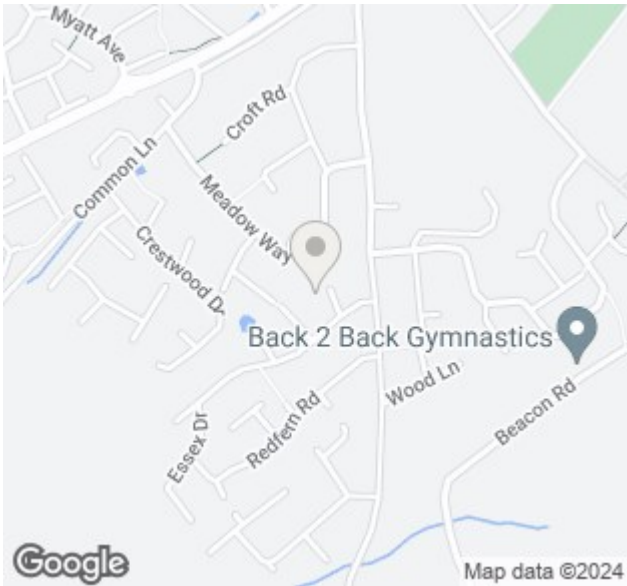 Myatt Ave
Croft Rd
Common Ln
Meadow Way
Crestwood Dr
Back 2 Back Gymnastics
Wood Ln
Beacon Rd
Redfern Rd
Essex Dr
Google
Map data ©2024